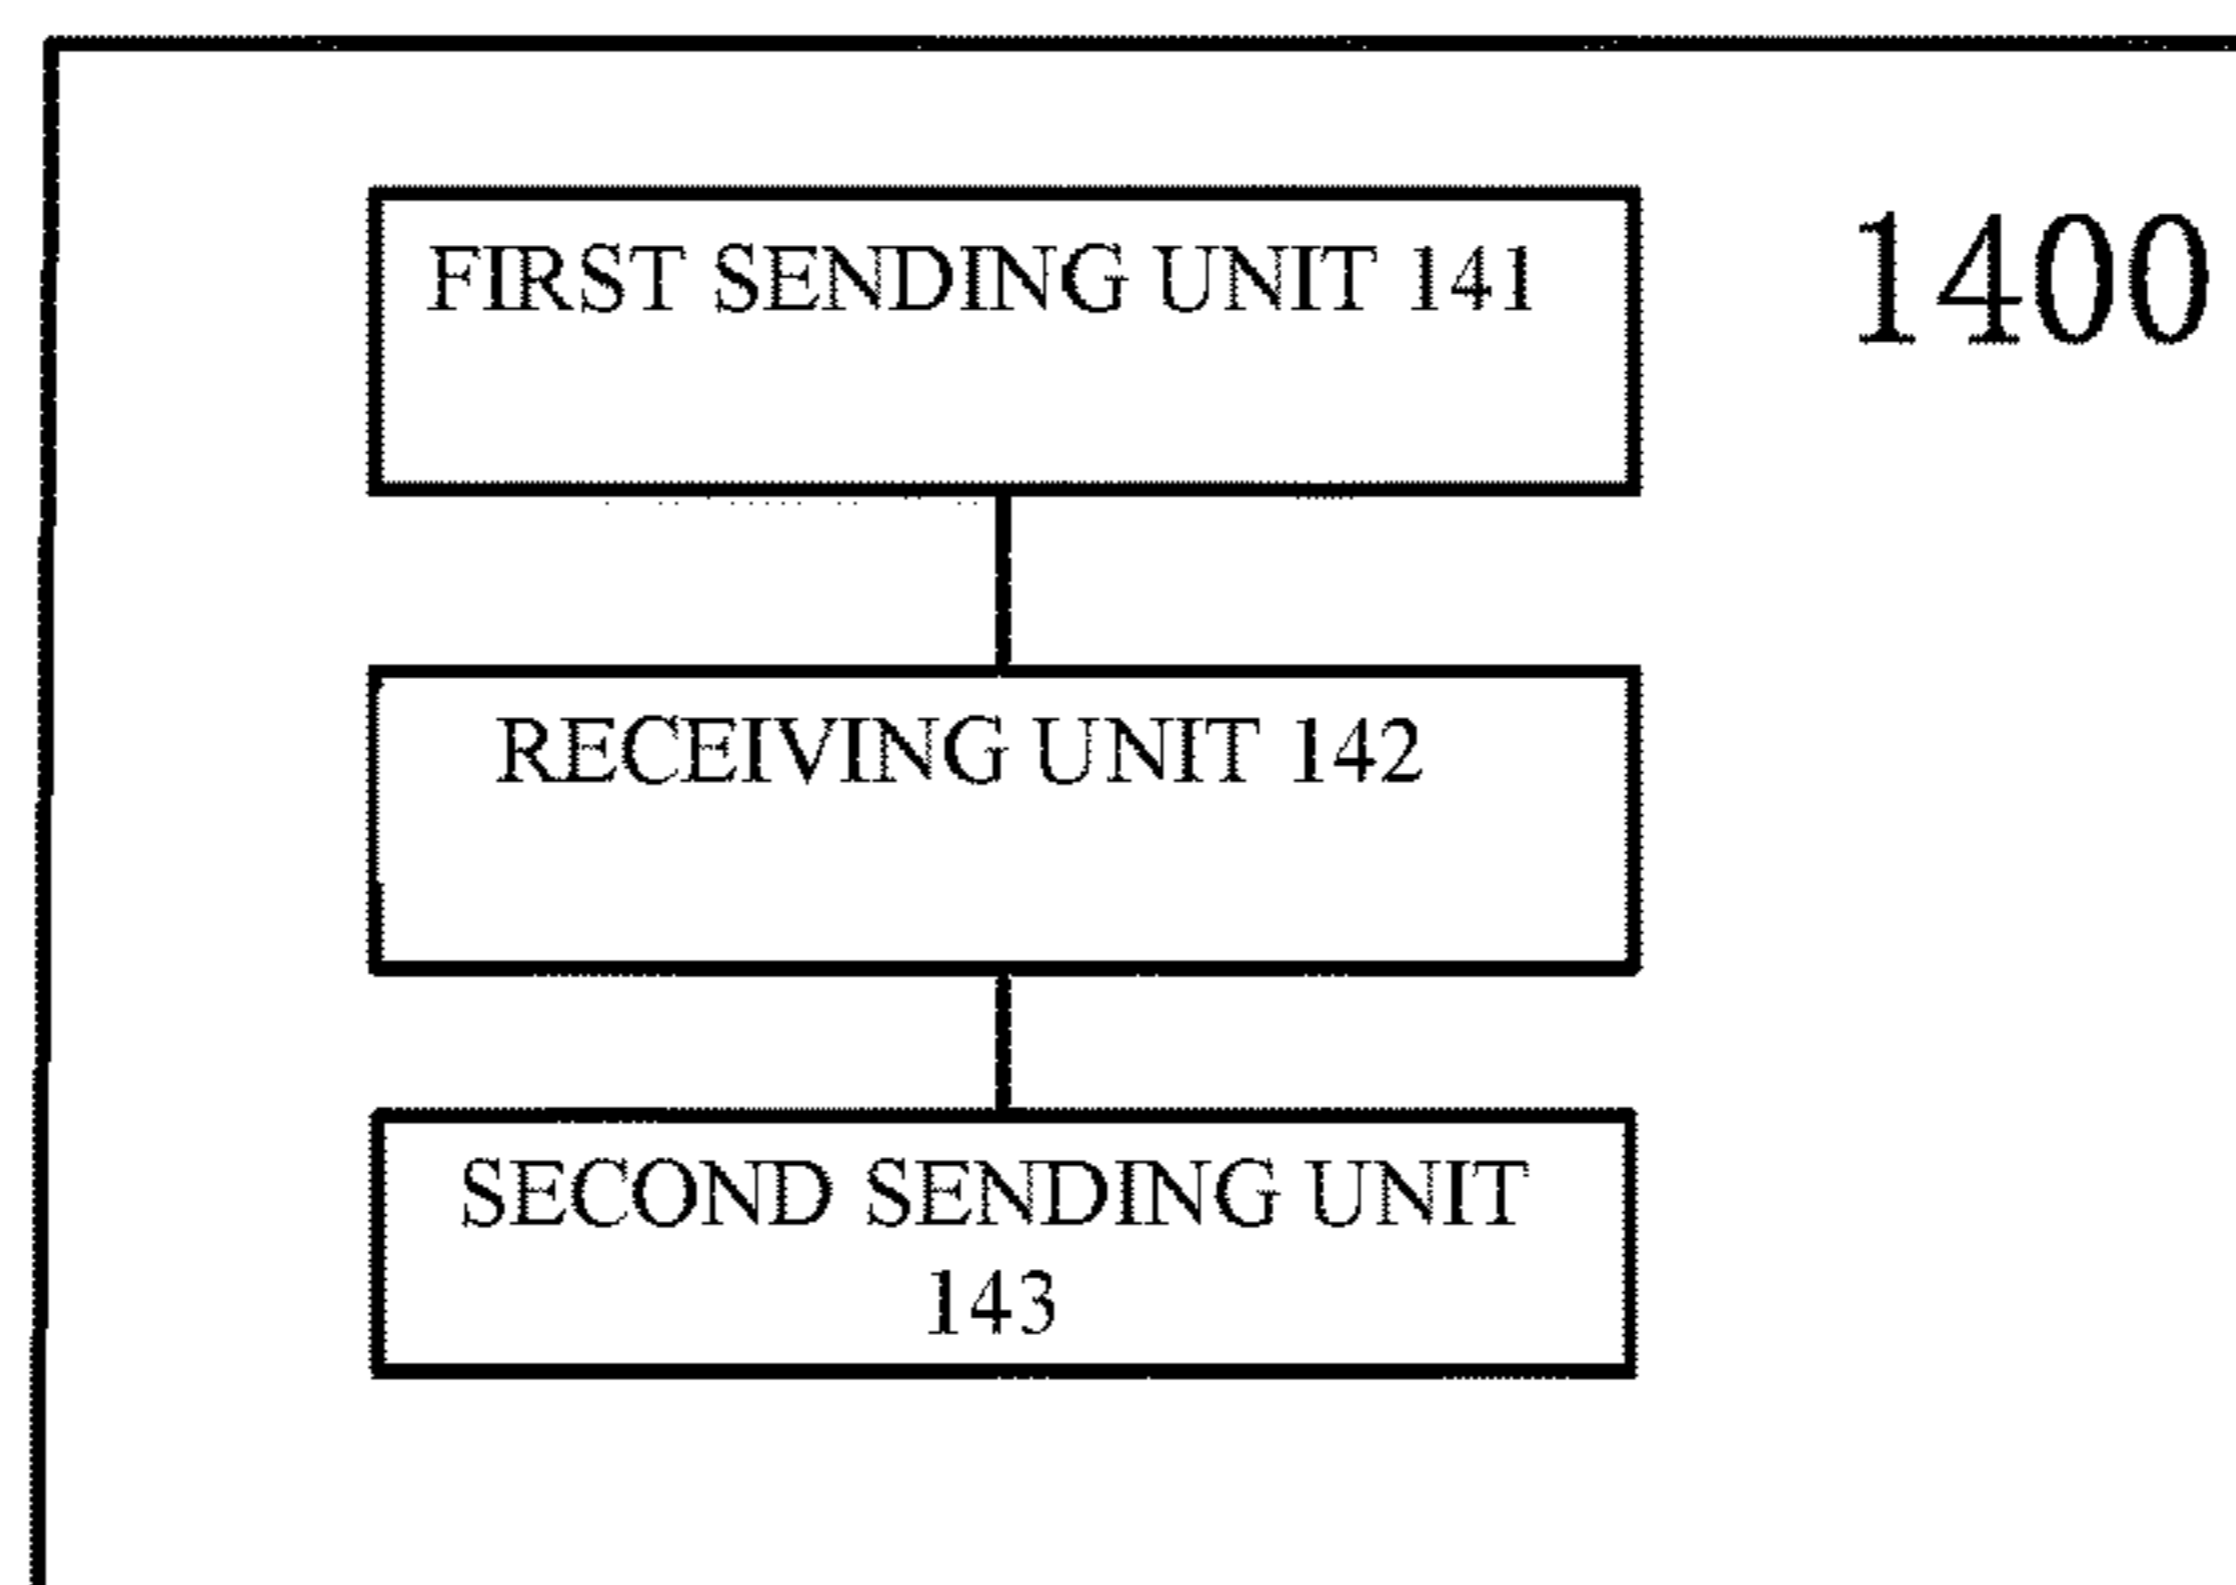 FIRST SENDING UNIT 141
1400
RECEIVING UNIT 142
SECOND SENDING UNIT
143